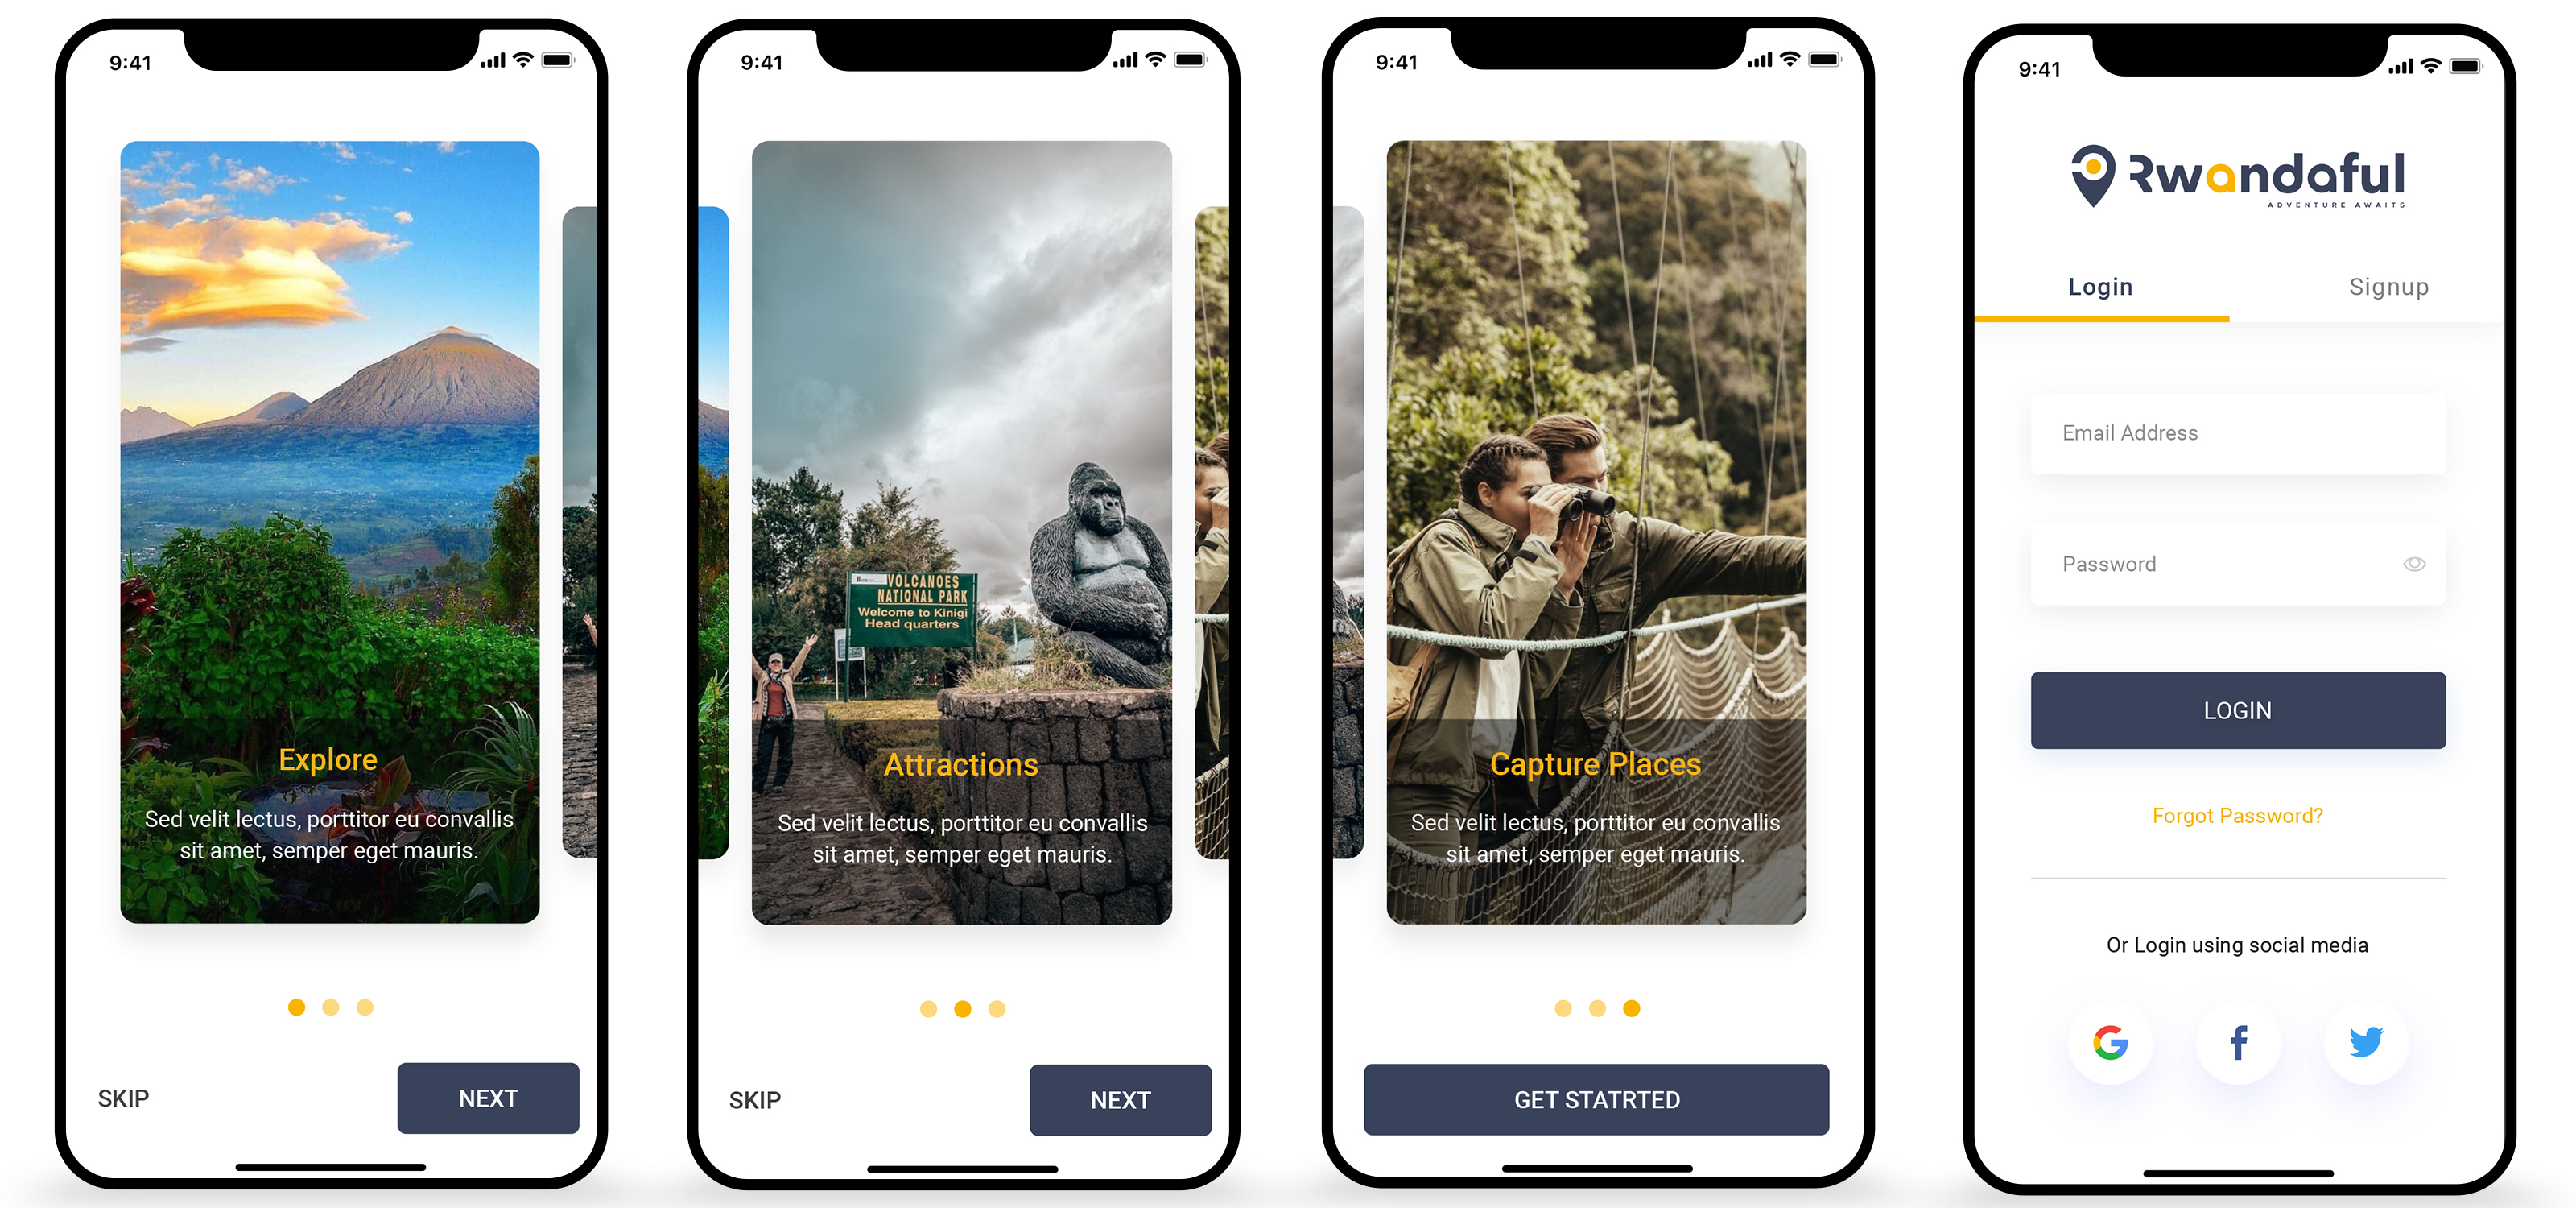 9:41
Explore
Sed velit lectus, porttitor eu convallis
sit amet, semper eget mauris.
SKIP
NEXT
9:41
VOLCANOES
NATIONAL PARK
Welcome to Kinigi
Head quarters
Attractions
Sed velit lectus, porttitor eu convallis
sit amet, semper eget mauris.
SKIP
NEXT
9:41
Capture Places
Sed velit lectus, porttitor eu convallis
sit amet, semper eget mauris.
GET STATRTED
9:41
Rwandaful
ADVENTURE AWAITS
Login
Signup
Email Address
Password
LOGIN
Forgot Password?
Or Login using social media